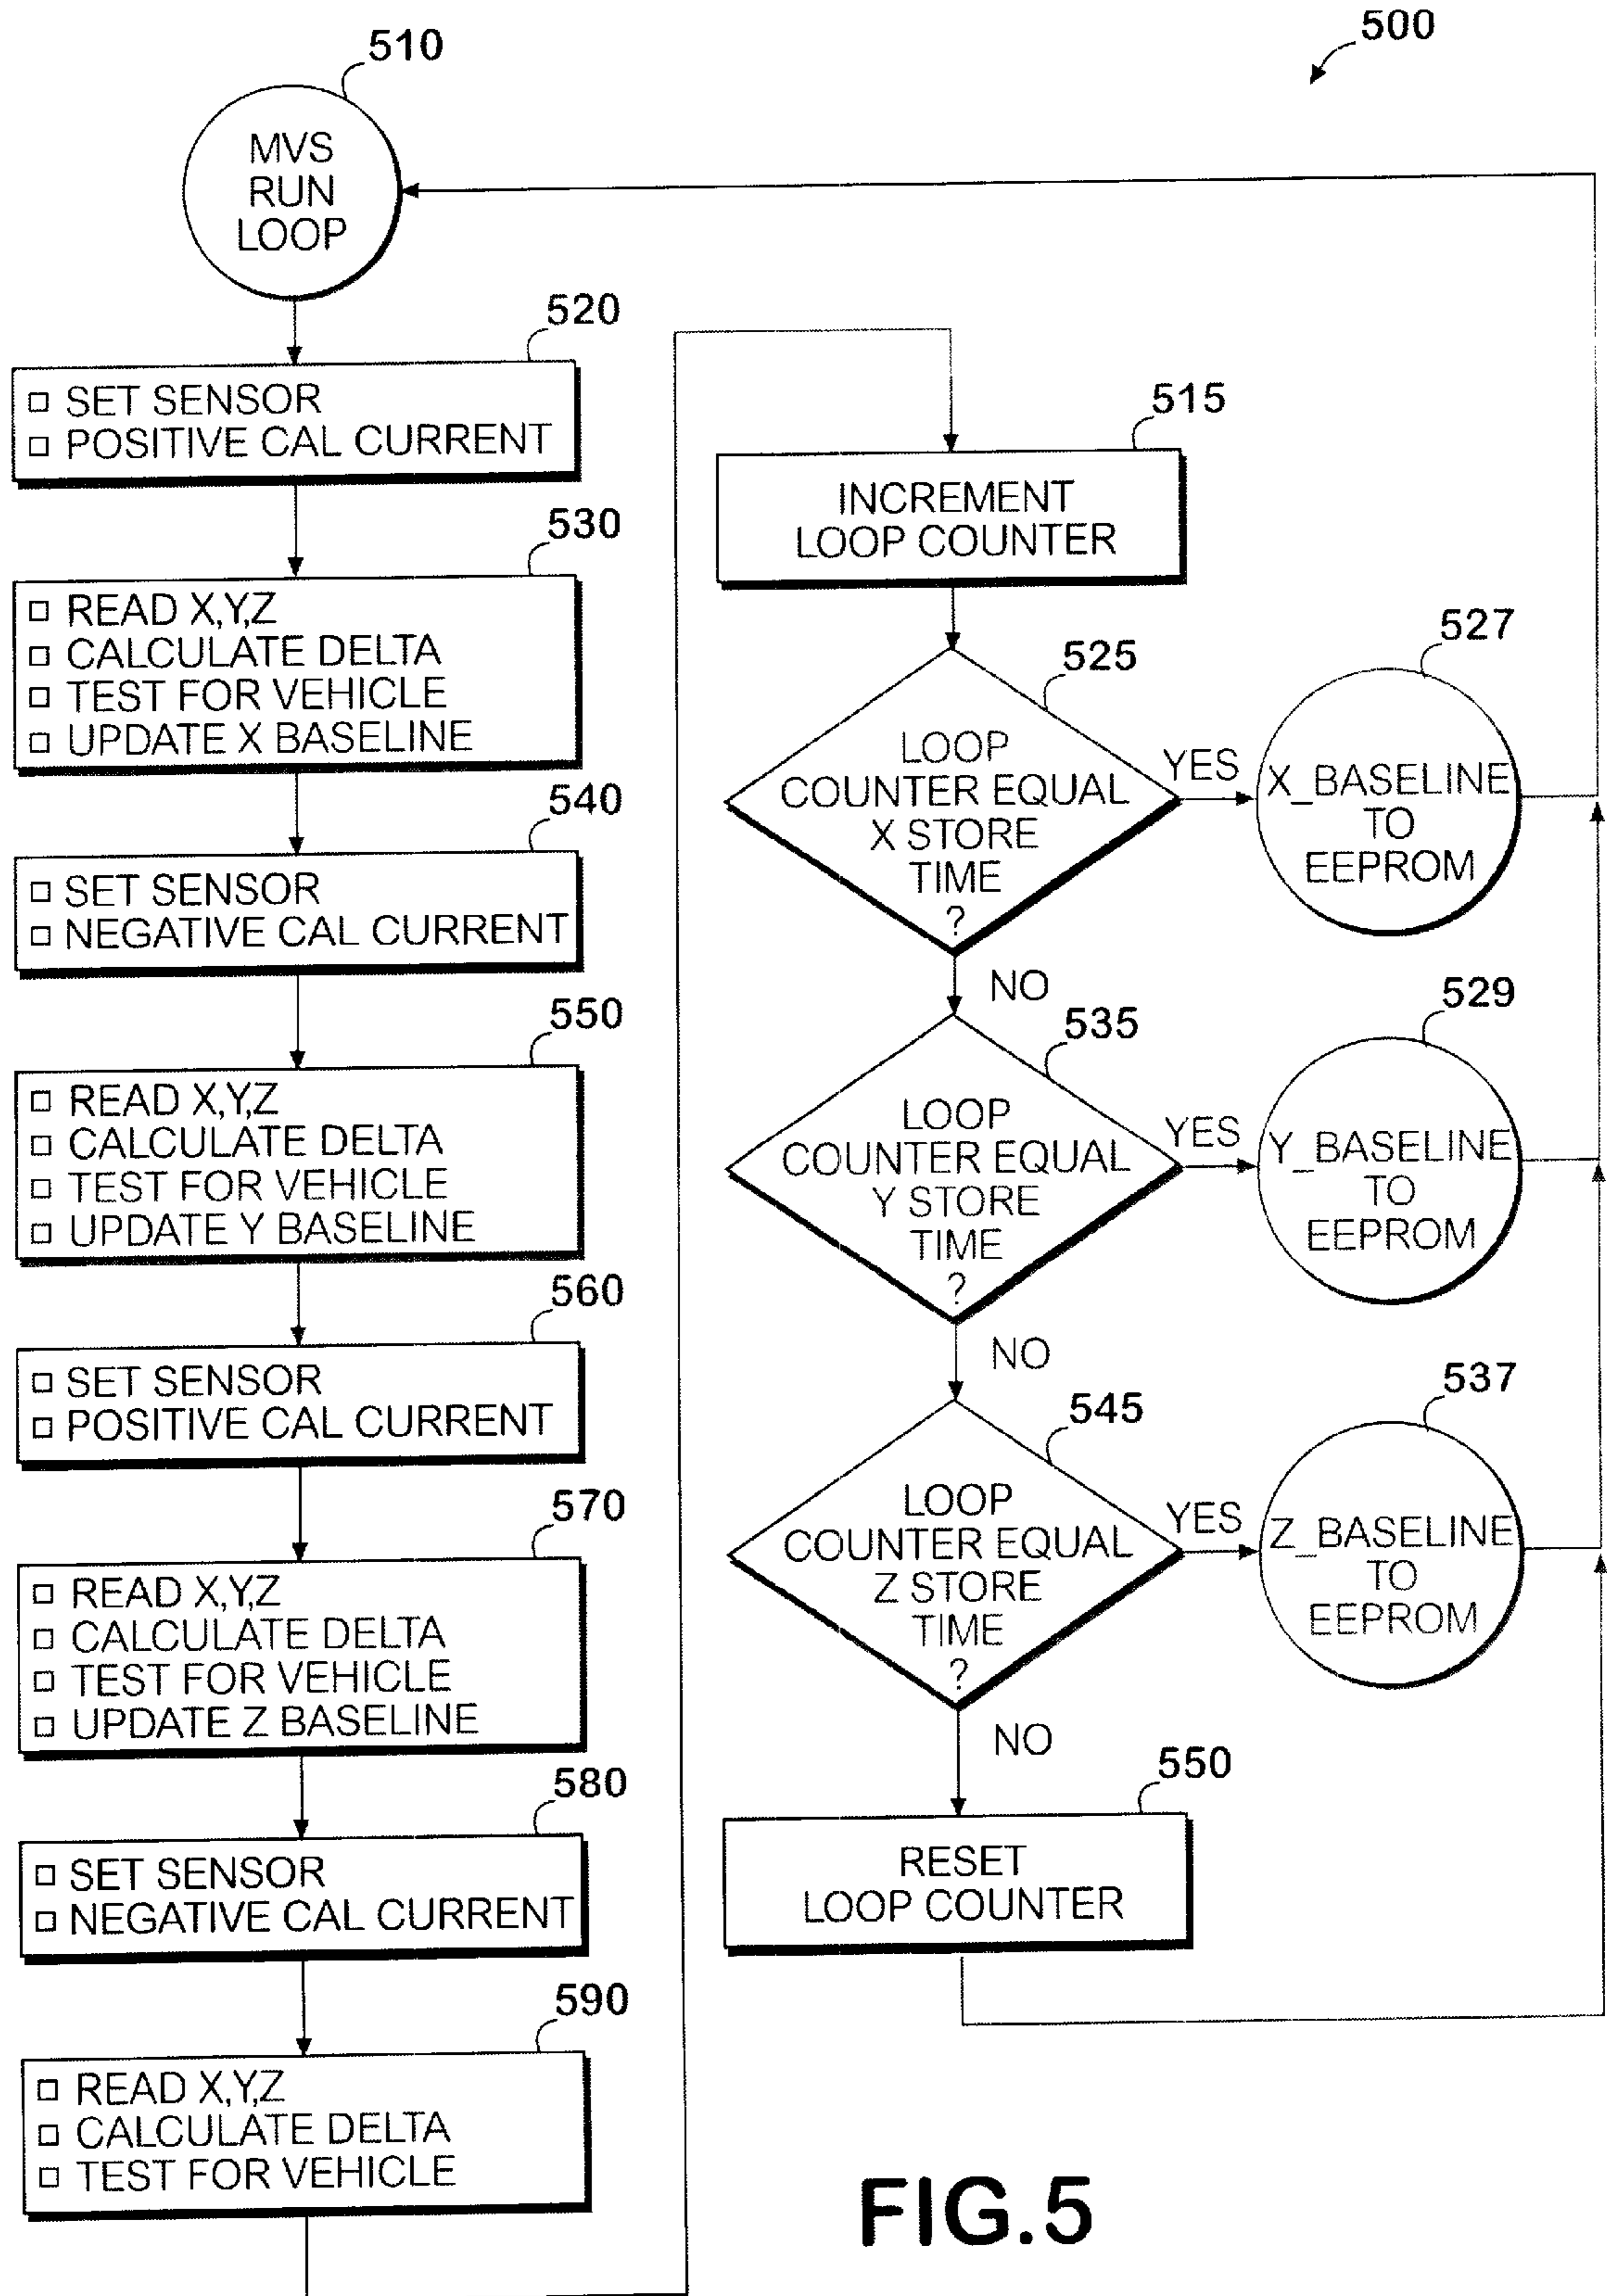 500
510
MVS
RUN
LOOP
520
□ SET SENSOR
□ POSITIVE CAL CURRENT
530
□ READ X,Y,Z
□ CALCULATE DELTA
□ TEST FOR VEHICLE
□ UPDATE X BASELINE
540
□ SET SENSOR
□ NEGATIVE CAL CURRENT
550
□ READ X,Y,Z
□ CALCULATE DELTA
□ TEST FOR VEHICLE
□ UPDATE Y BASELINE
560
□ SET SENSOR
□ POSITIVE CAL CURRENT
570
□ READ X,Y,Z
□ CALCULATE DELTA
□ TEST FOR VEHICLE
□ UPDATE Z BASELINE
580
□ SET SENSOR
□ NEGATIVE CAL CURRENT
590
□ READ X,Y,Z
□ CALCULATE DELTA
□ TEST FOR VEHICLE
515
INCREMENT
LOOP COUNTER
525
LOOP
COUNTER EQUAL
X STORE
TIME
?
YES
527
X_BASELINE
TO
EEPROM
NO
535
LOOP
COUNTER EQUAL
Y STORE
TIME
?
YES
529
Y_BASELINE
TO
EEPROM
NO
545
LOOP
COUNTER EQUAL
Z STORE
TIME
?
YES
537
Z_BASELINE
TO
EEPROM
NO
550
RESET
LOOP COUNTER
FIG.5